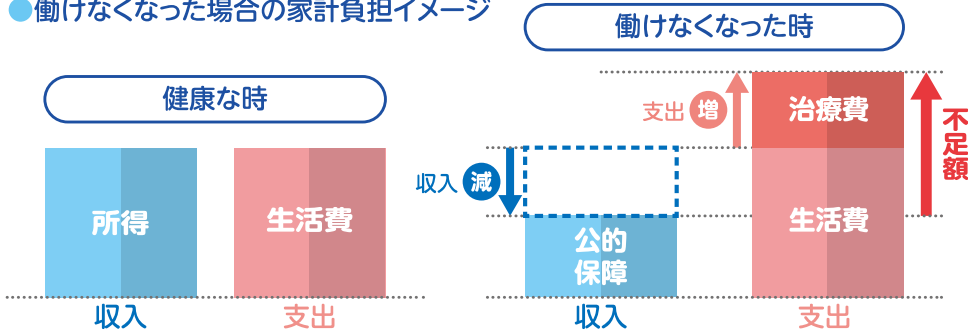 ●働けなくなった場合の家計負担イメージ
健康な時
所得
生活費
収入
支出
働けなくなった時
支出 増
治療費
不足額
収入 減
生活費
公的
保障
収入
支出